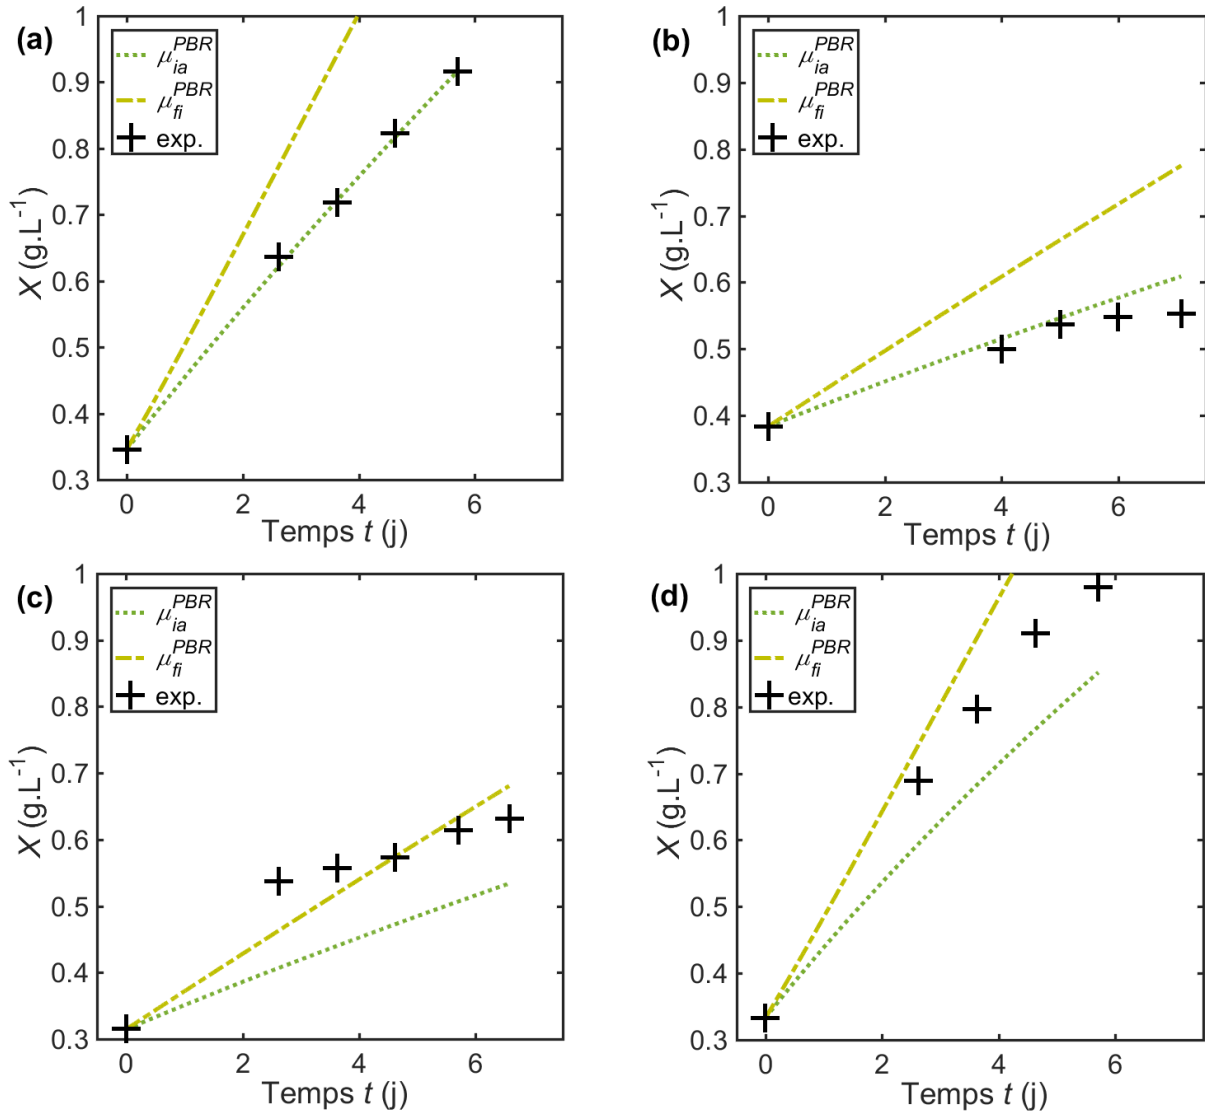 (a)
μ_ia^PBR
μ_fi^PBR
exp.
1
0.9
0.8
0.7
0.6
0.5
0.4
0.3
X (g.L⁻¹)
0 2 4 6
Temps t (j)
(b)
μ_ia^PBR
μ_fi^PBR
exp.
1
0.9
0.8
0.7
0.6
0.5
0.4
0.3
X (g.L⁻¹)
0 2 4 6
Temps t (j)
(c)
μ_ia^PBR
μ_fi^PBR
exp.
1
0.9
0.8
0.7
0.6
0.5
0.4
0.3
X (g.L⁻¹)
0 2 4 6
Temps t (j)
(d)
μ_ia^PBR
μ_fi^PBR
exp.
1
0.9
0.8
0.7
0.6
0.5
0.4
0.3
X (g.L⁻¹)
0 2 4 6
Temps t (j)